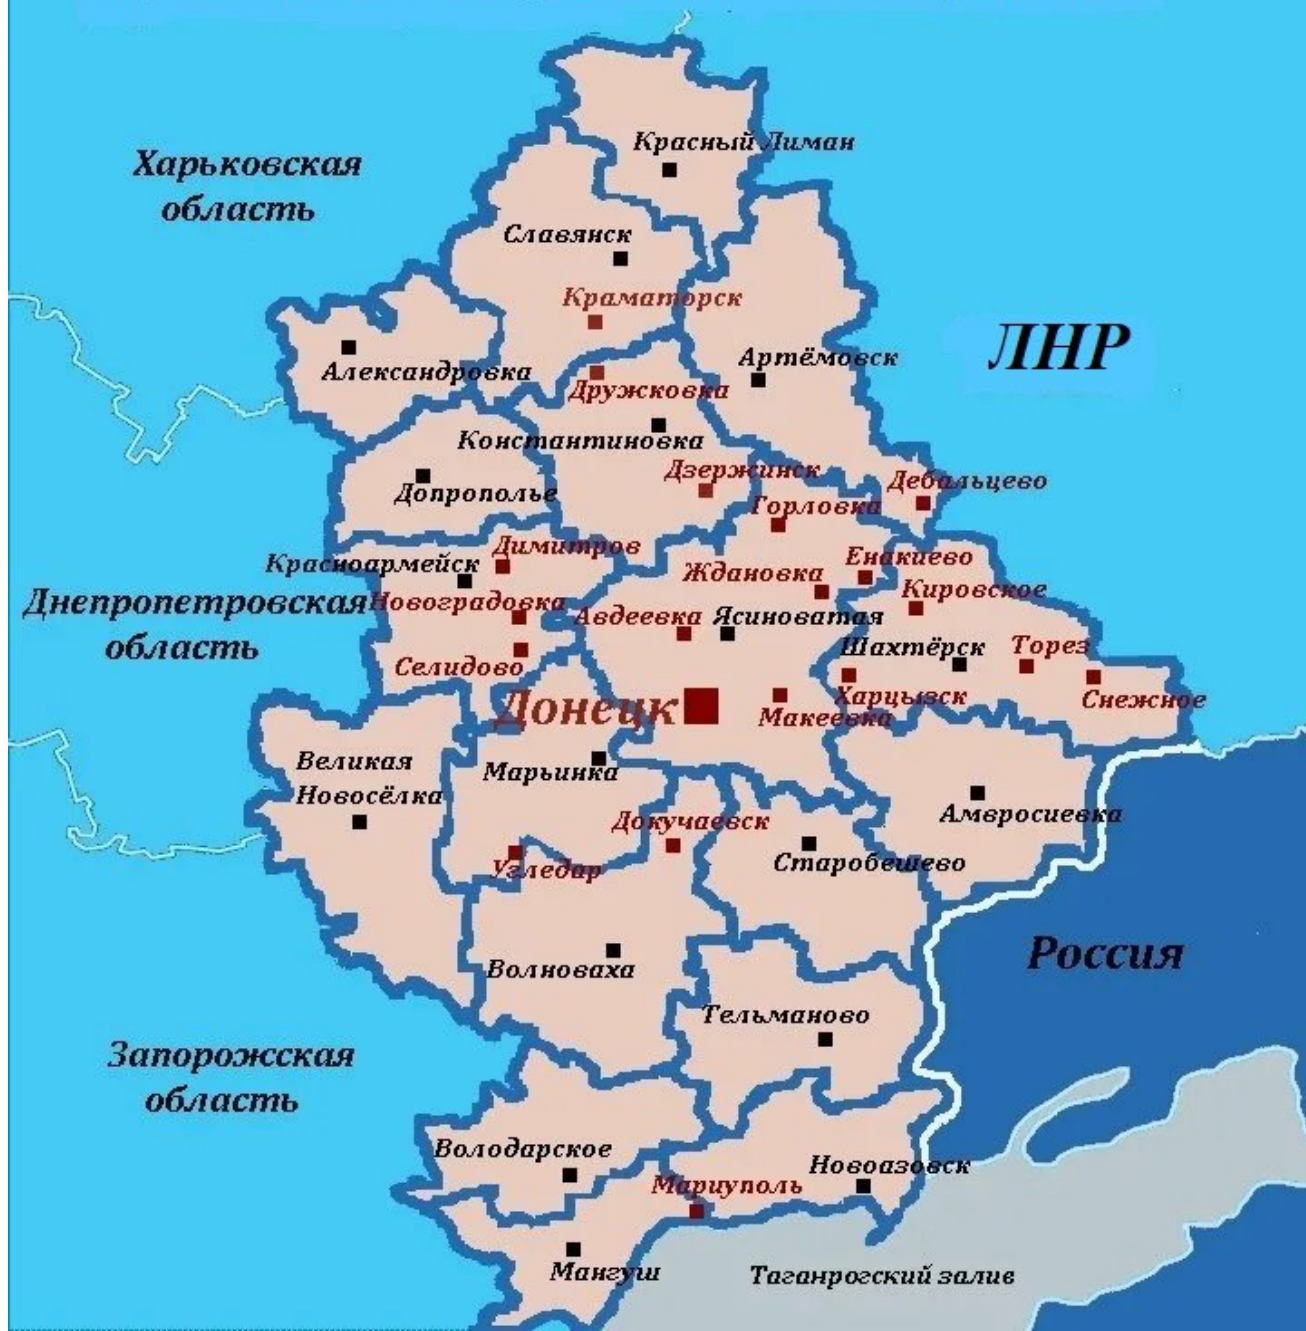 Красный Лиман
Харьковская
область
Славянск
Краматорск
ЛНР
Артёмовск
Александровка
Дружковка
Константиновка
Дзержинск
Дебальцево
Допрополье
Горловка
Димитров
Красноармейск
Енакиево
Ждановка
Кировское
Днепропетровская
область
Новоградовка
Авдеевка
Ясиноватая
Шахтёрск
Торез
Селидово
Харцызск
Снежное
Донецк
Макеевка
Великая
Новосёлка
Марьинка
Амвросиевка
Докучаевск
Старобешево
Угледар
Россия
Волноваха
Тельманово
Запорожсская
область
Володарское
Новоазовск
Мариуполь
Мангуш
Таганрогский залив